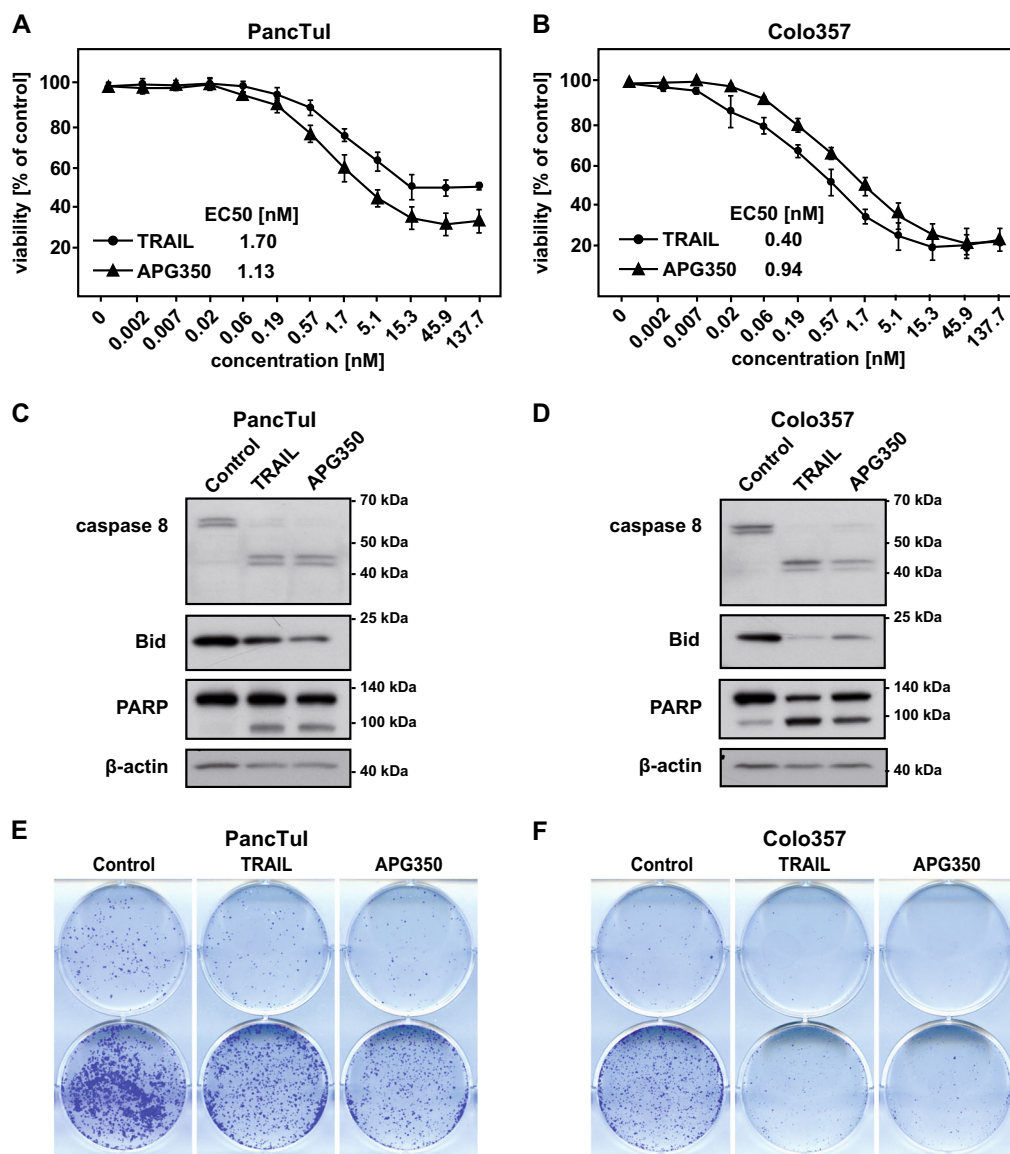 A
PancTuI
viability [% of control]
100
80
60
40
20
EC50 [nM]
TRAIL 1.70
APG350 1.13
0 0.002 0.007 0.02 0.06 0.19 0.57 1.7 5.1 15.3 45.9 137.7
concentration [nM]
B
Colo357
viability [% of control]
100
80
60
40
20
EC50 [nM]
TRAIL 0.40
APG350 0.94
0 0.002 0.007 0.02 0.06 0.19 0.57 1.7 5.1 15.3 45.9 137.7
concentration [nM]
C
PancTuI
Control TRAIL APG350
caspase 8
70 kDa
50 kDa
40 kDa
Bid
25 kDa
PARP
140 kDa
100 kDa
β-actin
40 kDa
D
Colo357
Control TRAIL APG350
caspase 8
70 kDa
50 kDa
40 kDa
Bid
25 kDa
PARP
140 kDa
100 kDa
β-actin
40 kDa
E
PancTuI
Control TRAIL APG350
F
Colo357
Control TRAIL APG350